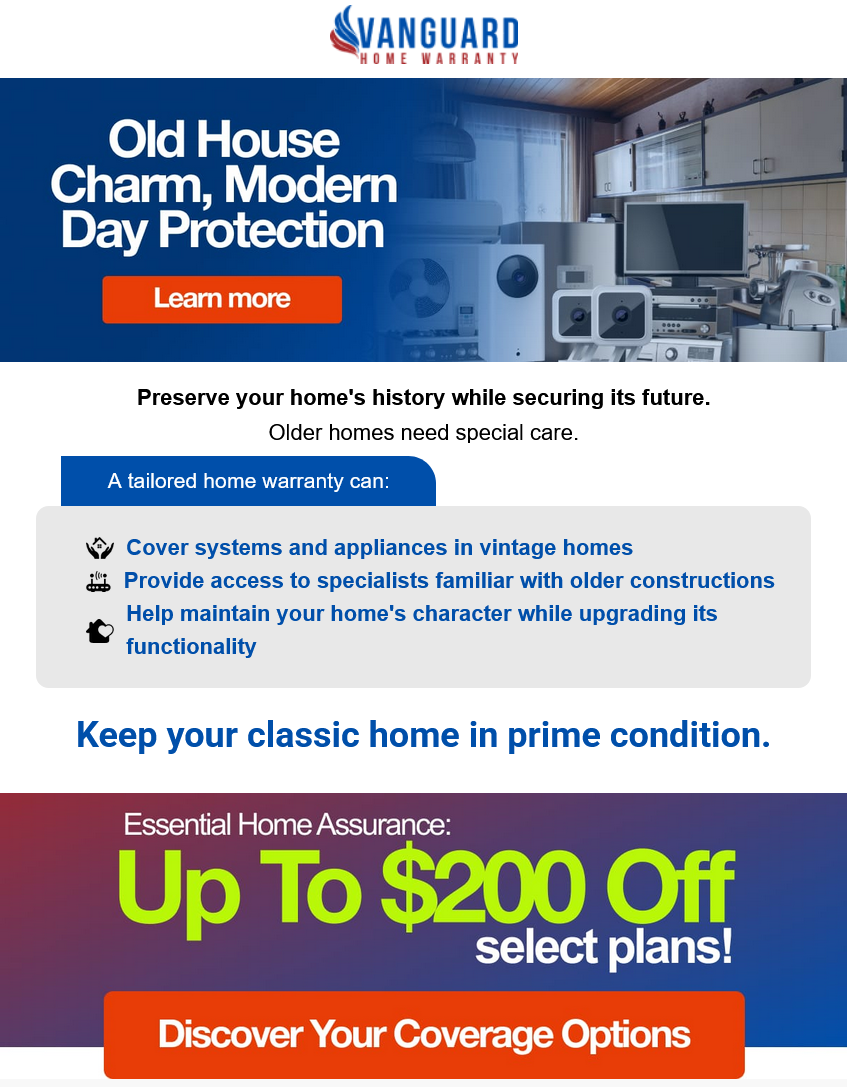 VANGUARD
HOME WARRANTY
Old House
Charm, Modern
Day Protection
Learn more
Preserve your home's history while securing its future.
Older homes need special care.
A tailored home warranty can:
Cover systems and appliances in vintage homes
Provide access to specialists familiar with older constructions
Help maintain your home's character while upgrading its
functionality
Keep your classic home in prime condition.
Essential Home Assurance:
Up To $200 Off
select plans!
Discover Your Coverage Options